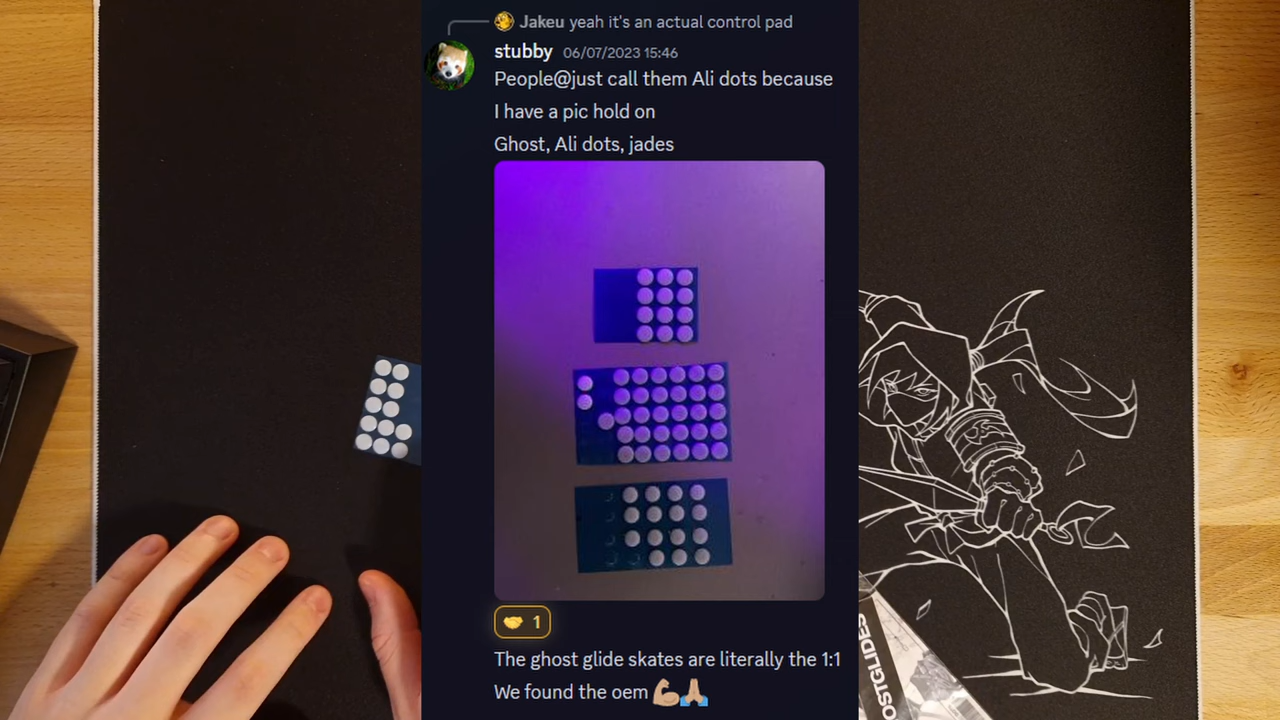 Jakeu yeah it's an actual control pad
stubby 06/07/2023 15:46
People@just call them Ali dots because
I have a pic hold on
Ghost, Ali dots, jades
1
The ghost glide skates are literally the 1:1
We found the oem
OSTGLIDES